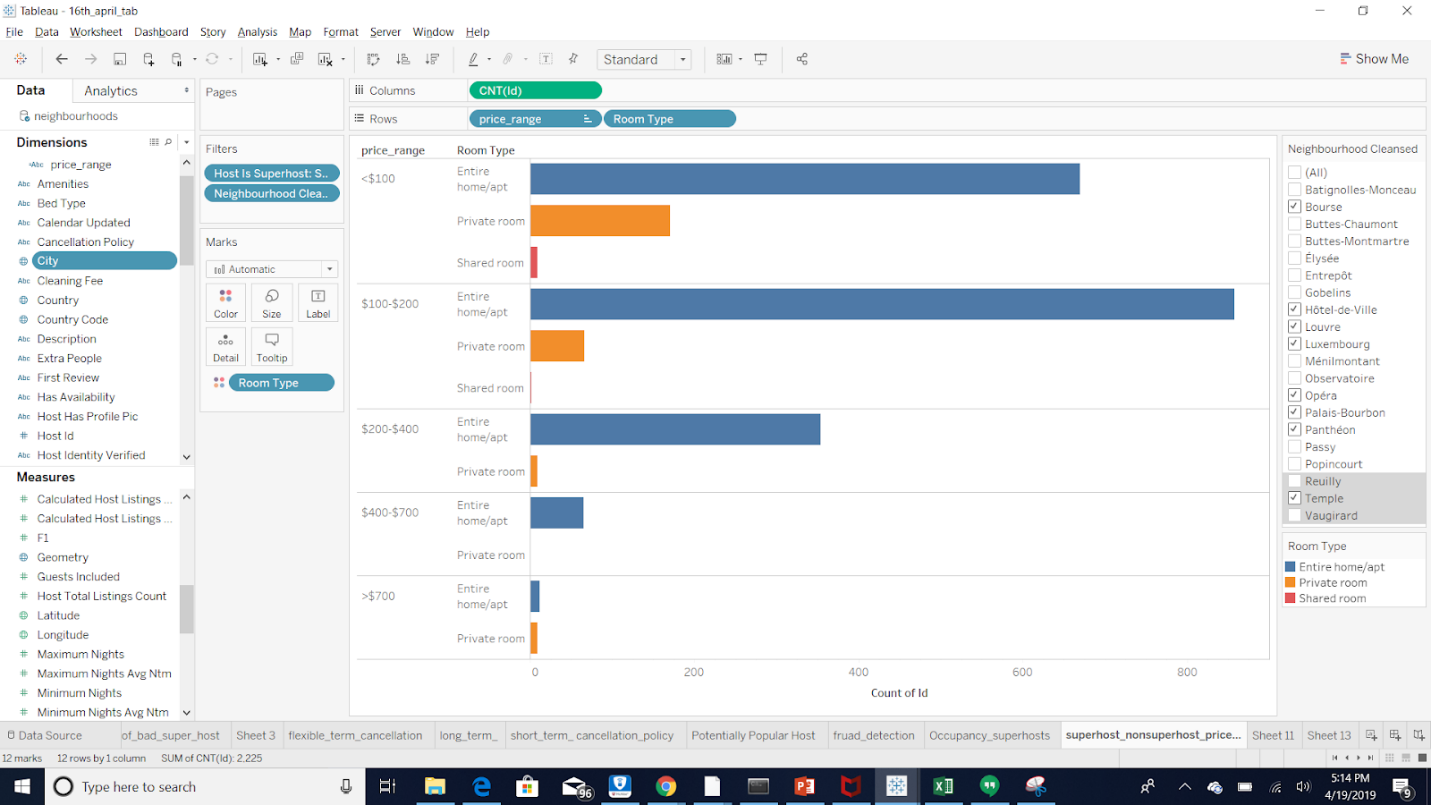 Tableau - 16th_april_tab
File Data Worksheet Dashboard Story Analysis Map Format Server Window Help
Standard
Show Me
Data Analytics
neighbourhoods
Dimensions
Abc price_range
Abc Amenities
Abc Bed Type
Abc Calendar Updated
Abc Cancellation Policy
City
Abc Cleaning Fee
Country
Country Code
Abc Description
Abc Extra People
Abc First Review
Abc Has Availability
Abc Host Has Profile Pic
# Host Id
Abc Host Identity Verified
Measures
# Calculated Host Listings ...
# Calculated Host Listings ...
# F1
Geometry
# Guests Included
# Host Total Listings Count
Latitude
Longitude
# Maximum Nights
# Maximum Nights Avg Ntm
# Minimum Nights
# Minimum Nights Avg Ntm
Pages
Filters
Host Is Superhost: S..
Neighbourhood Clea..
Marks
Automatic
Color Size Label
Detail Tooltip
Room Type
Columns CNT(Id)
Rows price_range Room Type
price_range Room Type
<$100
Entire
home/apt
Private room
Shared room
$100-$200
Entire
home/apt
Private room
Shared room
$200-$400
Entire
home/apt
Private room
$400-$700
Entire
home/apt
Private room
>$700
Entire
home/apt
Private room
0 200 400 600 800
Count of Id
Neighbourhood Cleansed
(All)
Batignolles-Monceau
Bourse
Buttes-Chaumont
Buttes-Montmartre
Élysée
Entrepôt
Gobelins
Hôtel-de-Ville
Louvre
Luxembourg
Ménilmontant
Observatoire
Opéra
Palais-Bourbon
Panthéon
Passy
Popincourt
Reuilly
Temple
Vaugirard
Room Type
Entire home/apt
Private room
Shared room
Data Source of_bad_super_host Sheet 3 flexible_term_cancellation long_term_ short_term_ cancellation_policy Potentially Popular Host fruad_detection Occupancy_superhosts superhost_nonsuperhost_price... Sheet 11 Sheet 13
12 marks 12 rows by 1 column SUM of CNT(Id): 2,225
Type here to search
96
5:14 PM
4/19/2019
9